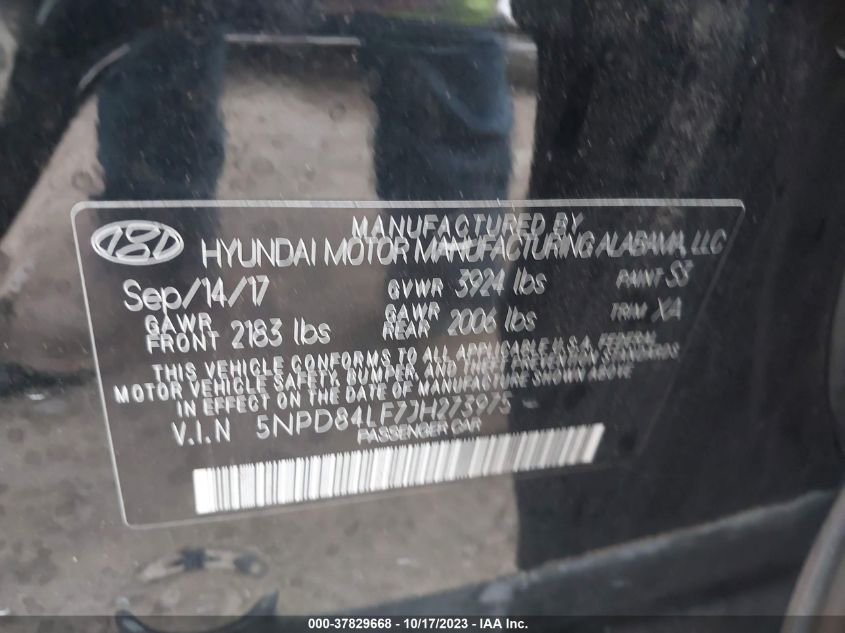 MANUFACTURED BY
HYUNDAI MOTOR MANUFACTURING ALABAMA, LLC
Sep/14/17 GVWR 3924 lbs PAINT S3
GAWR FRONT 2183 lbs GAWR REAR 2006 lbs TRIM XA
THIS VEHICLE CONFORMS TO ALL APPLICABLE U.S.A. FEDERAL
MOTOR VEHICLE SAFETY, BUMPER, AND THEFT PREVENTION STANDARDS
IN EFFECT ON THE DATE OF MANUFACTURE SHOWN ABOVE
V.I.N 5NPD84LF7JH273975
PASSENGER CAR
000-37829668 - 10/17/2023 - IAA Inc.